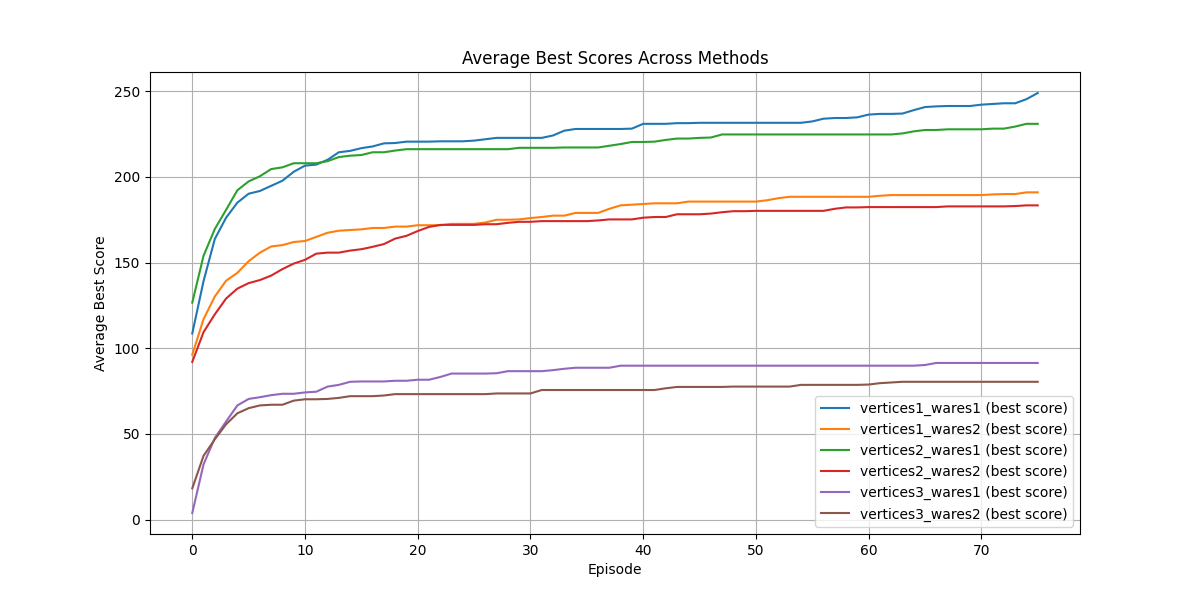 Average Best Scores Across Methods
Average Best Score
250
200
150
100
50
0
0 10 20 30 40 50 60 70
Episode
vertices1_wares1 (best score)
vertices1_wares2 (best score)
vertices2_wares1 (best score)
vertices2_wares2 (best score)
vertices3_wares1 (best score)
vertices3_wares2 (best score)